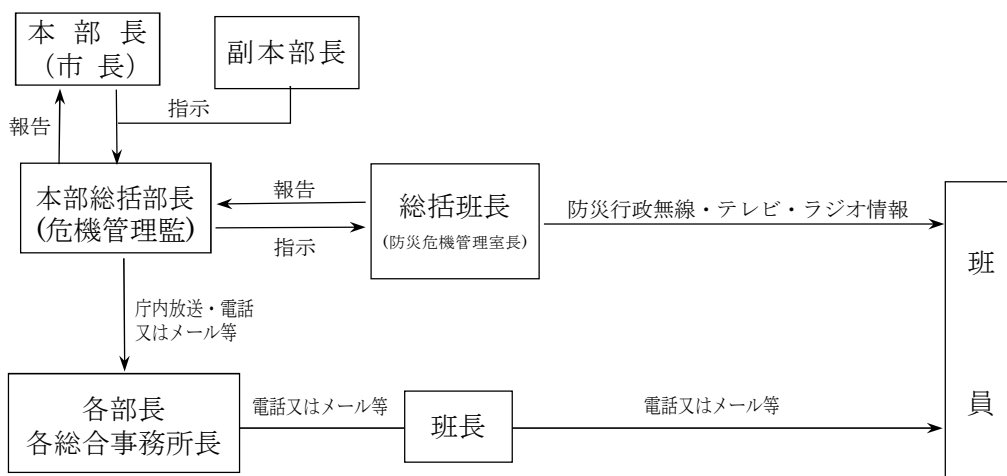 本 部 長
（市 長）
副本部長
指示
報告
本部総括部長
(危機管理監)
報告
指示
総括班長
(防災危機管理室長)
防災行政無線・テレビ・ラジオ情報
班
員
庁内放送・電話
又はメール等
各部長
各総合事務所長
電話又はメール等
班長
電話又はメール等